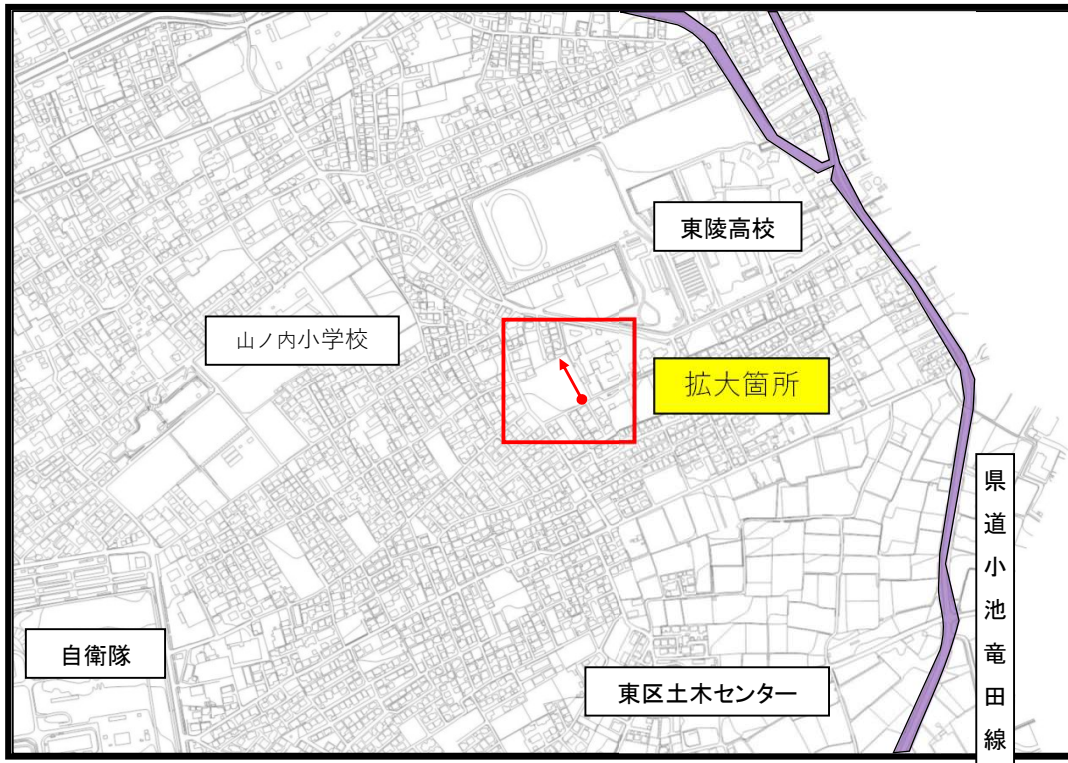 東陵高校
山ノ内小学校
拡大箇所
県道小池竜田線
自衛隊
東区土木センター